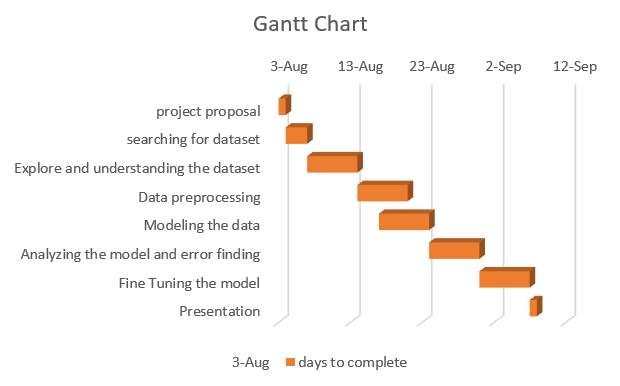 Gantt Chart
3-Aug 13-Aug 23-Aug 2-Sep 12-Sep
project proposal
searching for dataset
Explore and understanding the dataset
Data preprocessing
Modeling the data
Analyzing the model and error finding
Fine Tuning the model
Presentation
3-Aug days to complete